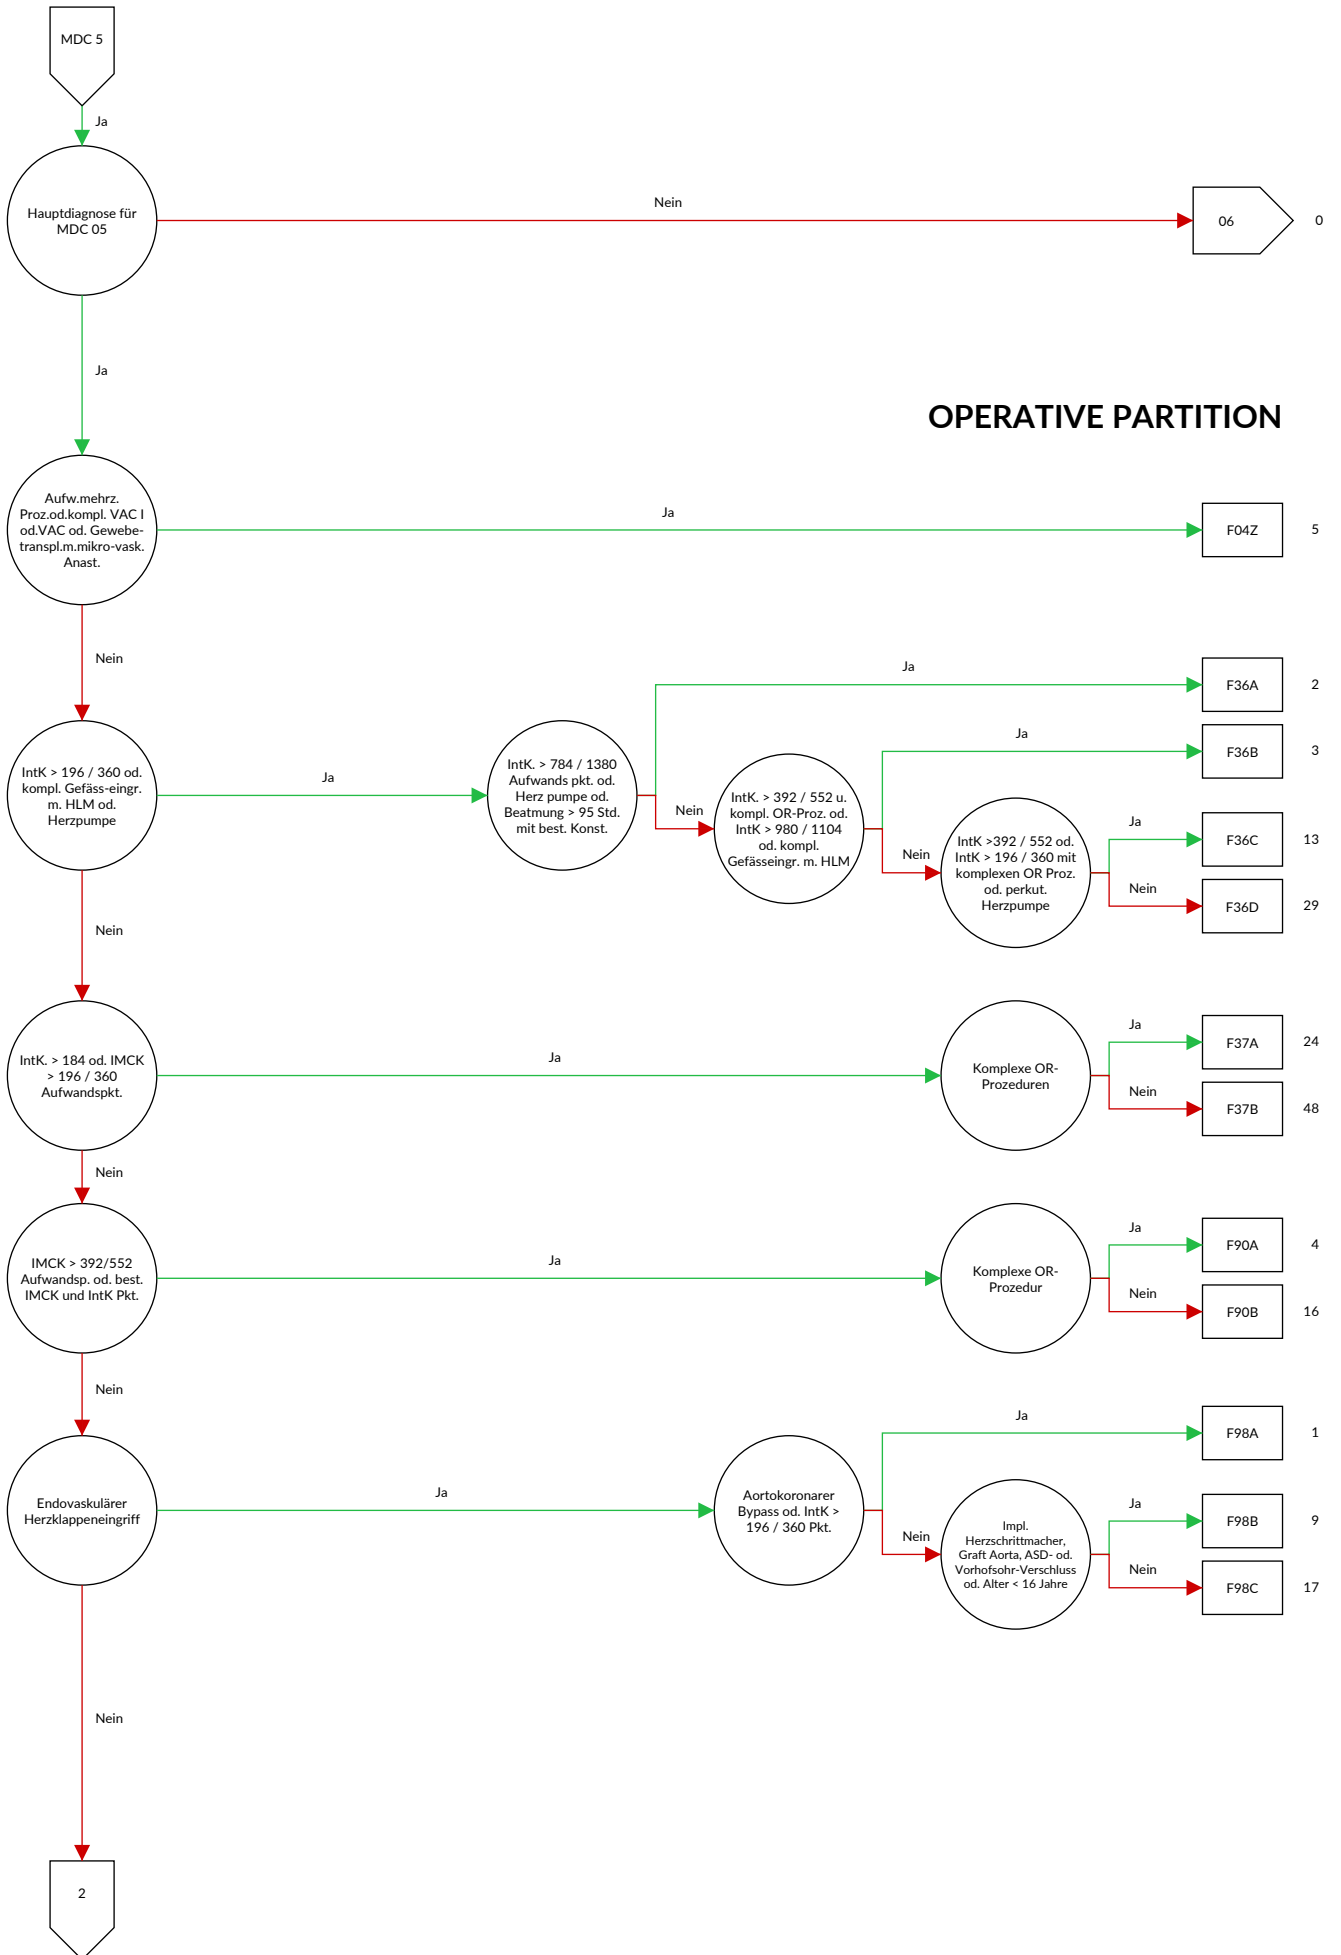 MDC 5
Ja
Hauptdiagnose für
MDC 05
Nein
06
0
Ja
OPERATIVE PARTITION
Aufw.mehrz.
Proz.od.kompl. VAC I
od.VAC od. Gewebe-
transpl.m.mikro-vask.
Anast.
Ja
F04Z
5
Nein
IntK > 196 / 360 od.
kompl. Gefäss-eingr.
m. HLM od.
Herzpumpe
Ja
IntK. > 784 / 1380
Aufwands pkt. od.
Herz pumpe od.
Beatmung > 95 Std.
mit best. Konst.
Ja
F36A
2
Nein
IntK. > 392 / 552 u.
kompl. OR-Proz. od.
IntK > 980 / 1104
od. kompl.
Gefässeingr. m. HLM
Ja
F36B
3
Nein
IntK >392 / 552 od.
IntK > 196 / 360 mit
komplexen OR Proz.
od. perkut.
Herzpumpe
Ja
F36C
13
Nein
F36D
29
Nein
IntK. > 184 od. IMCK
> 196 / 360
Aufwandspkt.
Ja
Komplexe OR-
Prozeduren
Ja
F37A
24
Nein
F37B
48
Nein
IMCK > 392/552
Aufwandsp. od. best.
IMCK und IntK Pkt.
Ja
Komplexe OR-
Prozedur
Ja
F90A
4
Nein
F90B
16
Nein
Endovaskulärer
Herzklappeneingriff
Ja
Aortokoronarer
Bypass od. IntK >
196 / 360 Pkt.
Ja
F98A
1
Nein
Impl.
Herzschrittmacher,
Graft Aorta, ASD- od.
Vorhofsohr-Verschluss
od. Alter < 16 Jahre
Ja
F98B
9
Nein
F98C
17
Nein
2